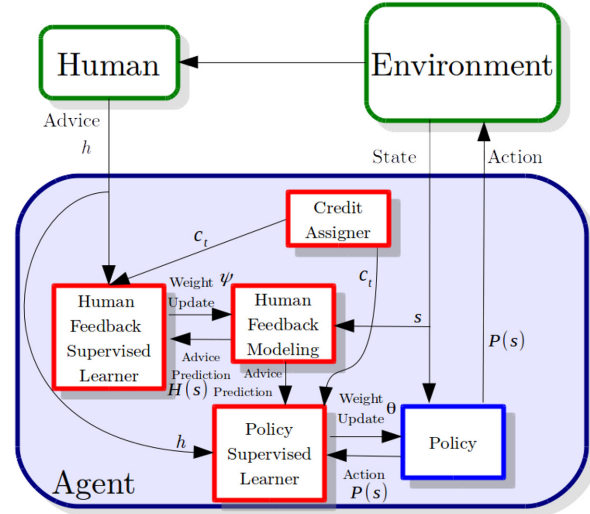 Human
Environment
Advice
h
State
Action
Credit
Assigner
c_t
c_t
Weight ψ
Update
Human
Feedback
Supervised
Learner
Human
Feedback
Modeling
s
P(s)
Advice
Prediction
H(s)
Advice
Prediction
Weight
Update θ
Policy
Supervised
Learner
h
Policy
Action
P(s)
Agent